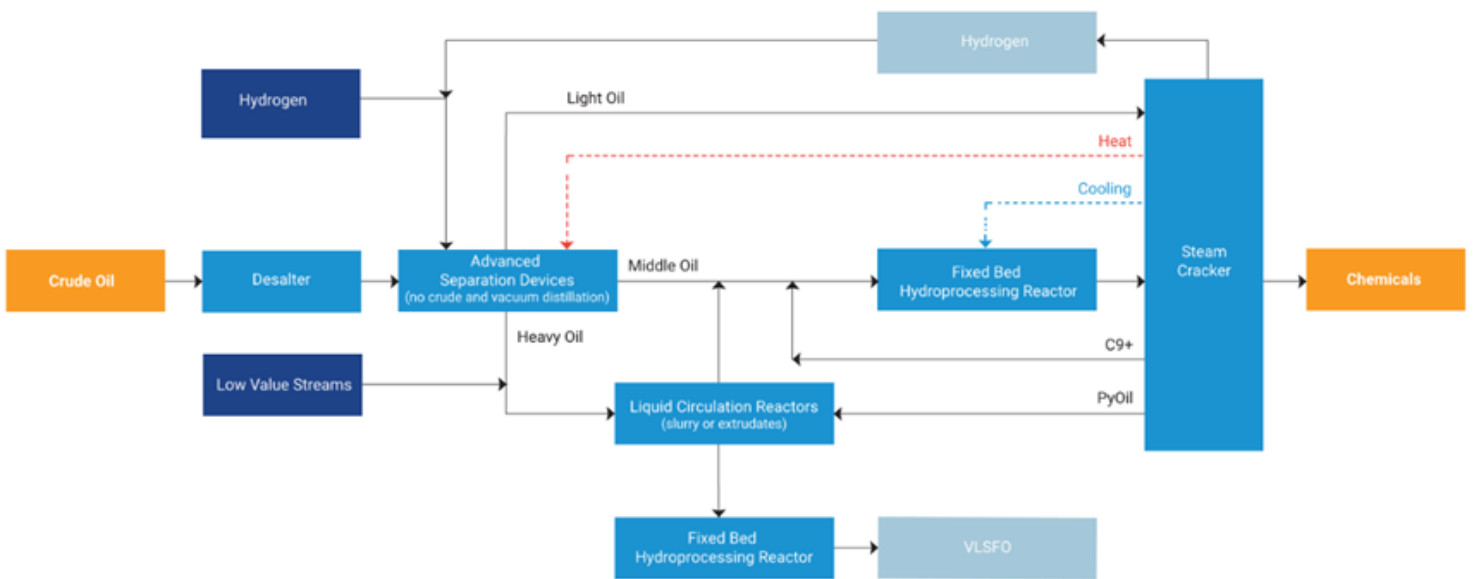 Hydrogen
Hydrogen
Light Oil
Heat
Cooling
Crude Oil
Desalter
Advanced
Separation Devices
(no crude and vacuum distillation)
Middle Oil
Fixed Bed
Hydroprocessing Reactor
Steam
Cracker
Chemicals
Heavy Oil
C9+
Low Value Streams
PyOil
Liquid Circulation Reactors
(slurry or extrudates)
Fixed Bed
Hydroprocessing Reactor
VLSFO